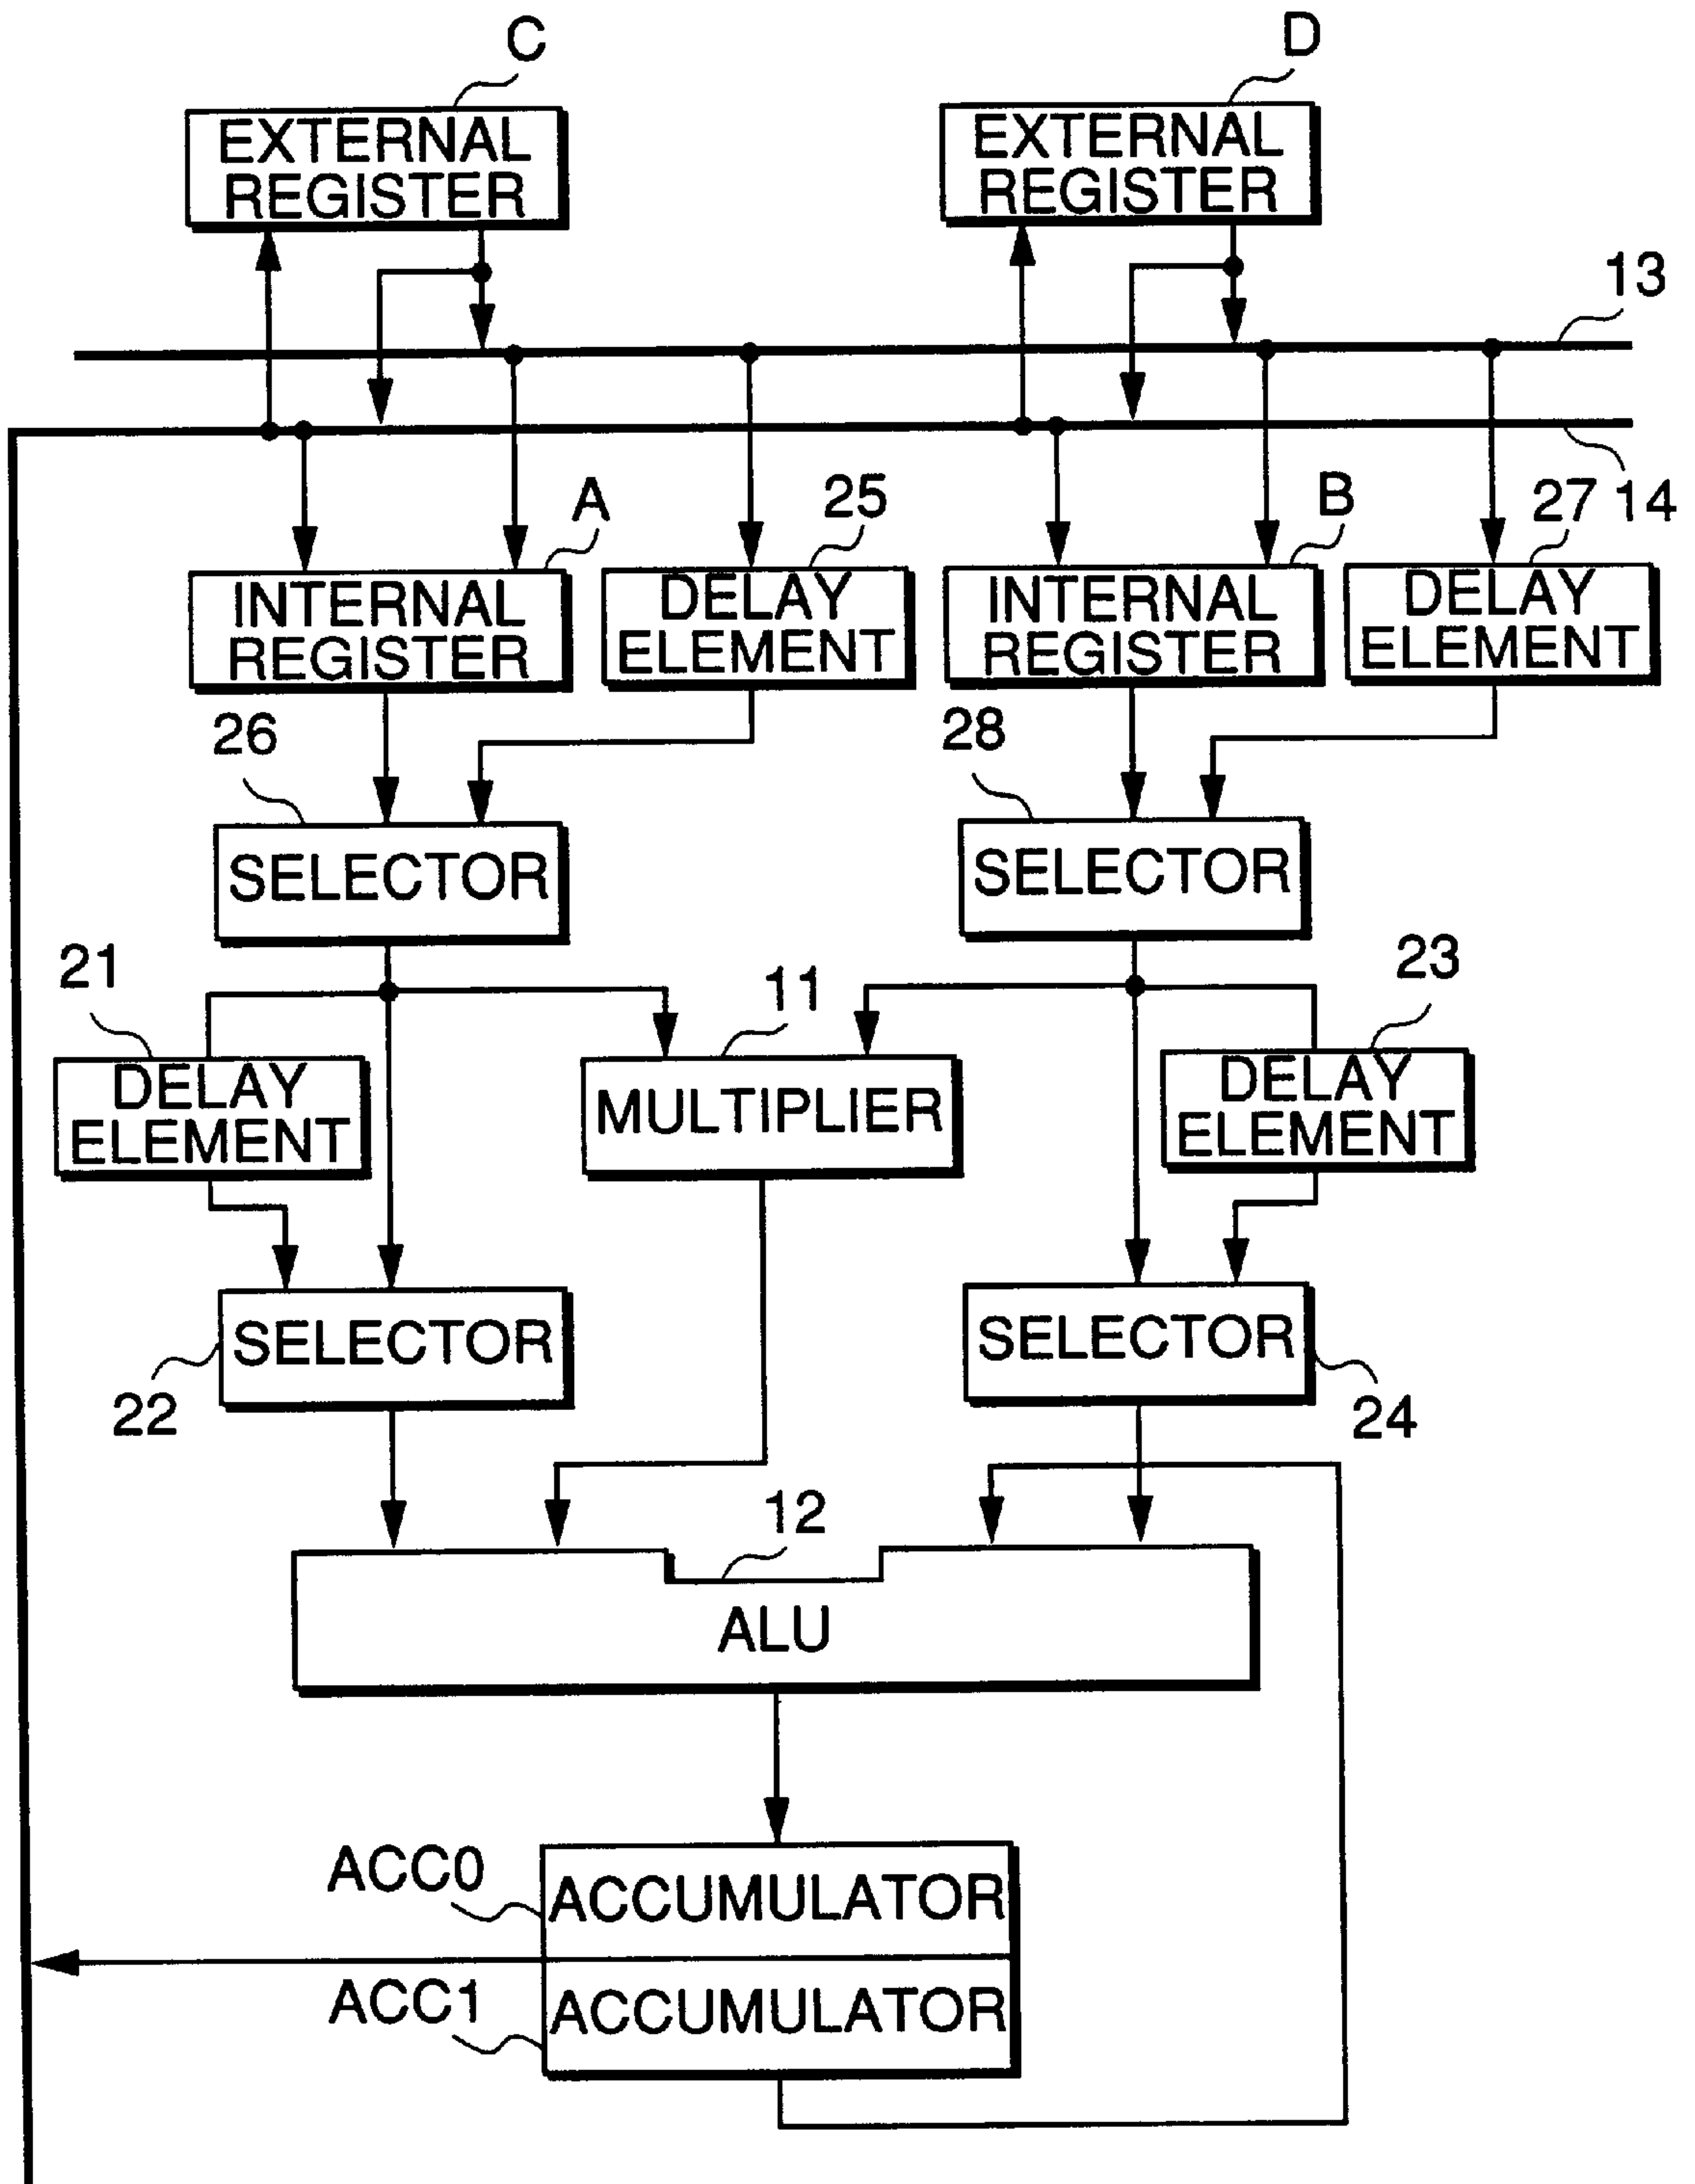 C
D
EXTERNAL
REGISTER
EXTERNAL
REGISTER
13
14
A
25
B
27
INTERNAL
REGISTER
DELAY
ELEMENT
INTERNAL
REGISTER
DELAY
ELEMENT
26
28
SELECTOR
SELECTOR
21
11
23
DELAY
ELEMENT
MULTIPLIER
DELAY
ELEMENT
SELECTOR
SELECTOR
22
24
12
ALU
ACC0
ACCUMULATOR
ACC1
ACCUMULATOR